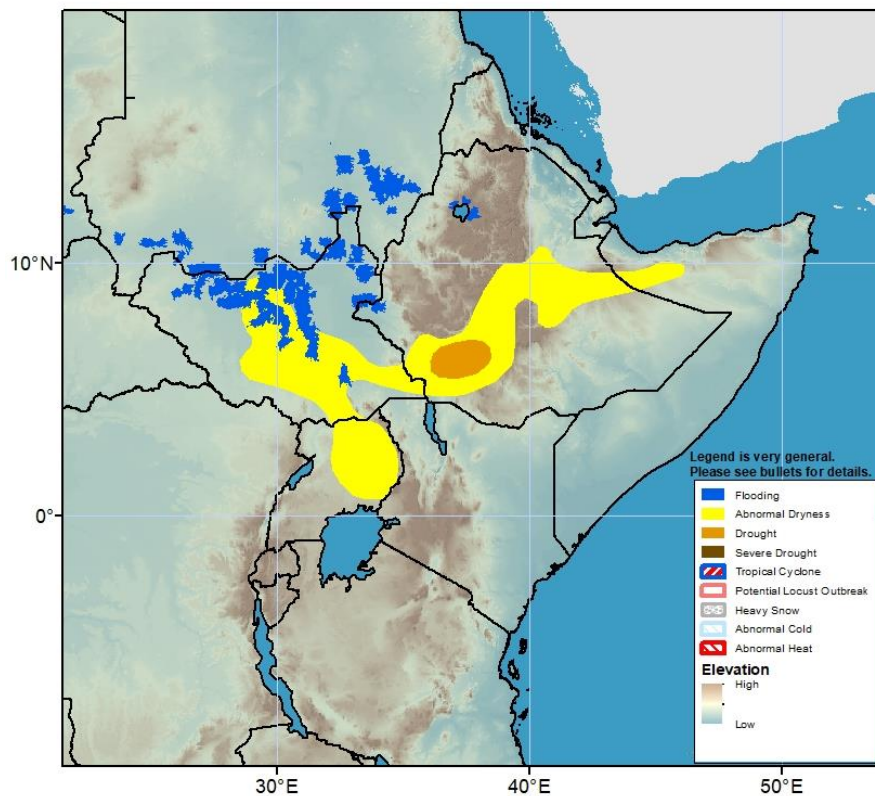 10°N
0°
Legend is very general.
Please see bullets for details.
Flooding
Abnormal Dryness
Drought
Severe Drought
Tropical Cyclone
Potential Locust Outbreak
Heavy Snow
Abnormal Cold
Abnormal Heat
Elevation
High
Low
30°E 40°E 50°E